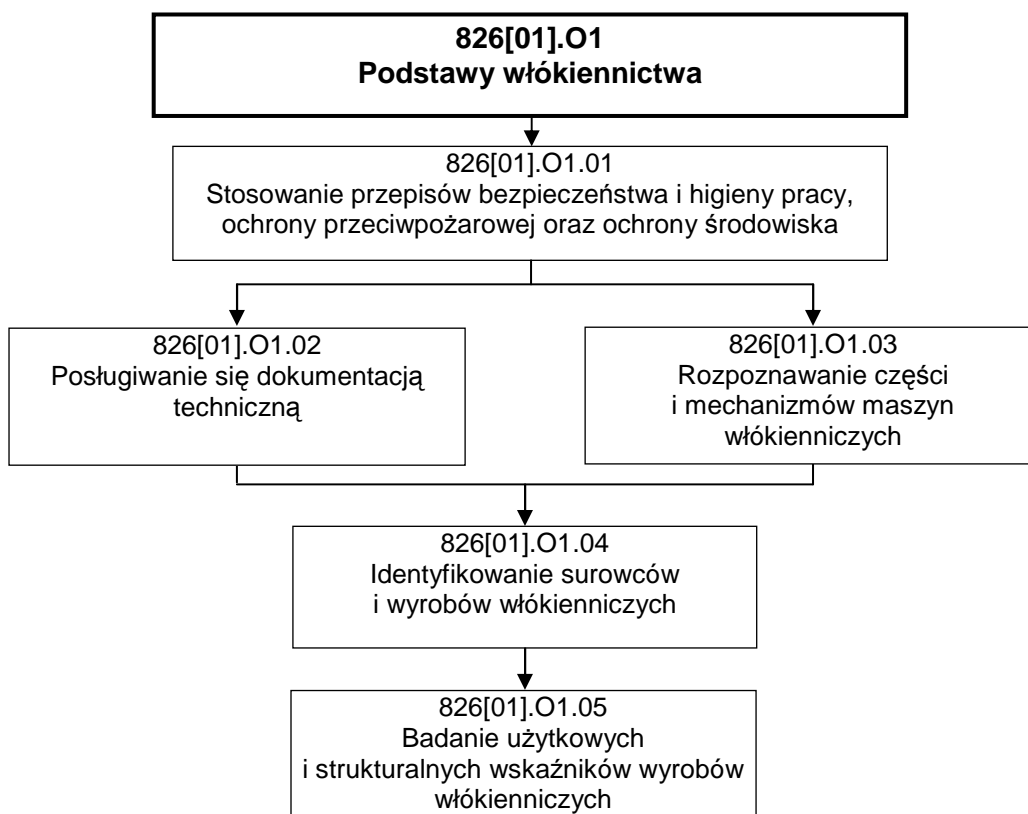 826[01].O1
Podstawy włókiennictwa
826[01].O1.01
Stosowanie przepisów bezpieczeństwa i higieny pracy,
ochrony przeciwpożarowej oraz ochrony środowiska
826[01].O1.02
Posługiwanie się dokumentacją
techniczną
826[01].O1.03
Rozpoznawanie części
i mechanizmów maszyn
włókienniczych
826[01].O1.04
Identyfikowanie surowców
i wyrobów włókienniczych
826[01].O1.05
Badanie użytkowych
i strukturalnych wskaźników wyrobów
włókienniczych